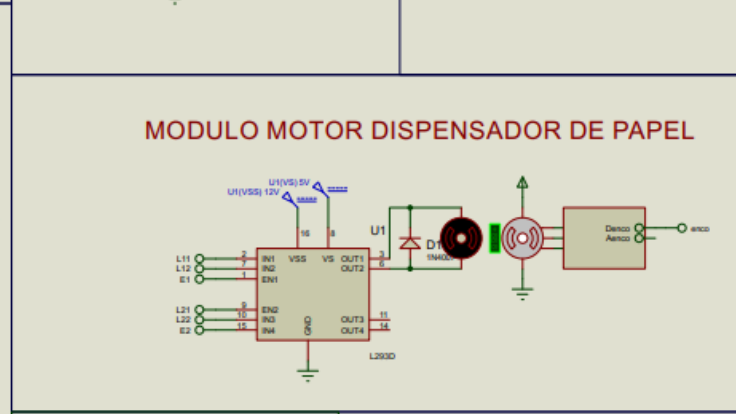 MODULO MOTOR DISPENSADOR DE PAPEL
U1(VS) 5V
U1(VSS) 12V
16
8
U1
L11
2
IN1
VSS
VS
OUT1
3
L12
7
IN2
OUT2
6
E1
1
EN1
D1
Denco
enco
Aenco
L21
9
EN2
L22
10
IN3
OUT3
11
E2
15
IN4
OUT4
14
GND
L293D